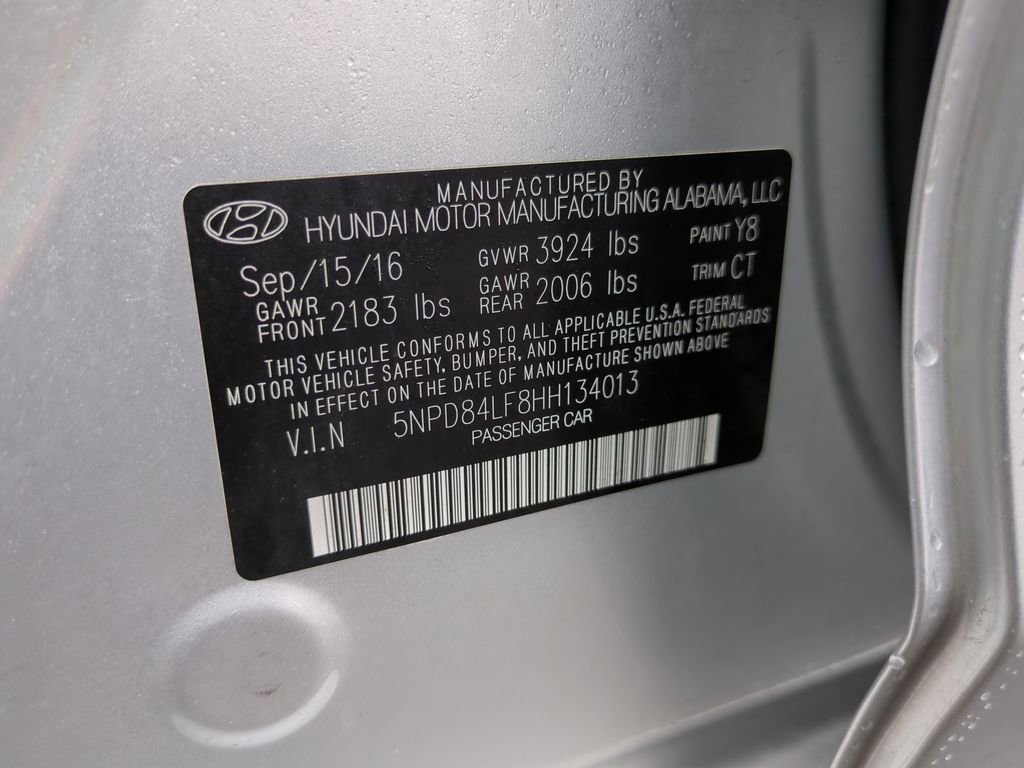 MANUFACTURED BY
HYUNDAI MOTOR MANUFACTURING ALABAMA, LLC
Sep/15/16 GVWR 3924 lbs PAINT Y8
GAWR FRONT 2183 lbs GAWR REAR 2006 lbs TRIM CT
THIS VEHICLE CONFORMS TO ALL APPLICABLE U.S.A. FEDERAL
MOTOR VEHICLE SAFETY, BUMPER, AND THEFT PREVENTION STANDARDS
IN EFFECT ON THE DATE OF MANUFACTURE SHOWN ABOVE
V.I.N 5NPD84LF8HH134013
PASSENGER CAR